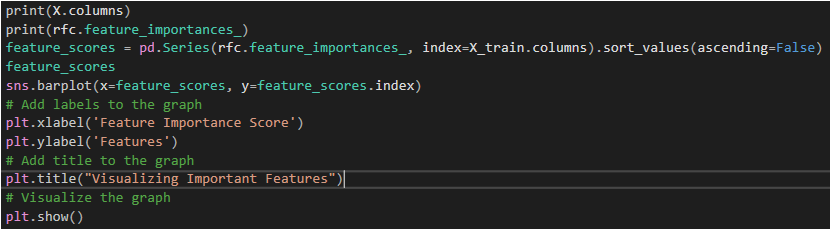 print(X.columns)
print(rfc.feature_importances_)
feature_scores = pd.Series(rfc.feature_importances_, index=X_train.columns).sort_values(ascending=False)
feature_scores
sns.barplot(x=feature_scores, y=feature_scores.index)
# Add labels to the graph
plt.xlabel('Feature Importance Score')
plt.ylabel('Features')
# Add title to the graph
plt.title("Visualizing Important Features")
# Visualize the graph
plt.show()